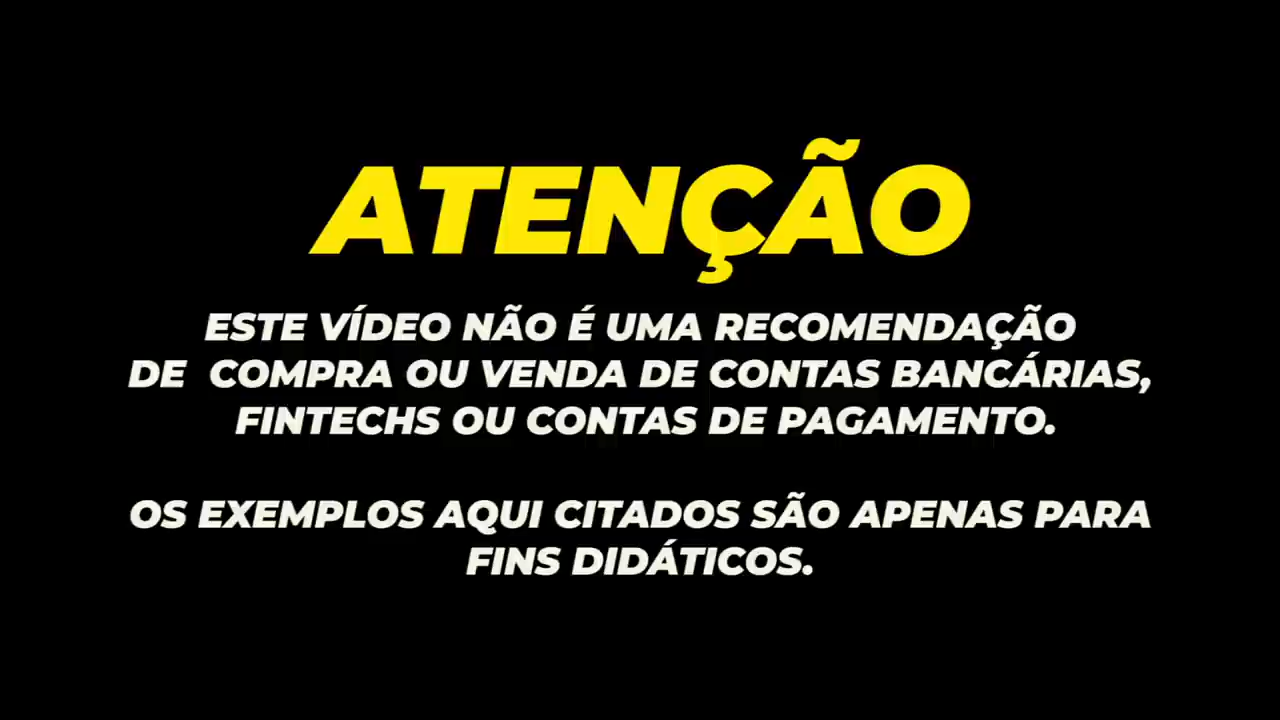 ATENÇÃO
ESTE VÍDEO NÃO É UMA RECOMENDAÇÃO
DE COMPRA OU VENDA DE CONTAS BANCÁRIAS,
FINTECHS OU CONTAS DE PAGAMENTO.
OS EXEMPLOS AQUI CITADOS SÃO APENAS PARA
FINS DIDÁTICOS.